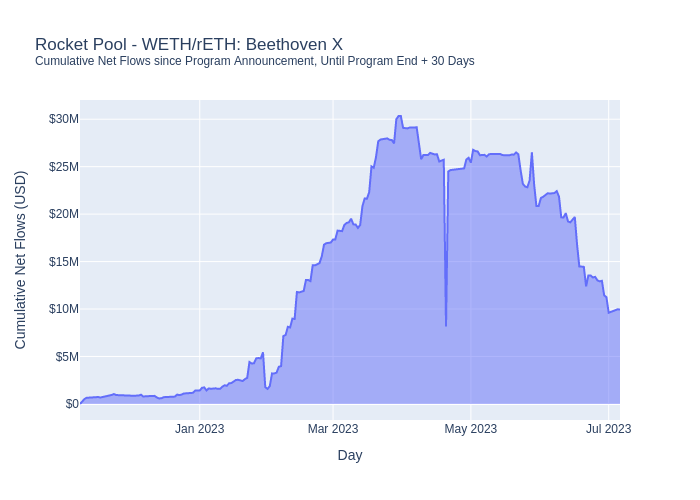 Rocket Pool - WETH/rETH: Beethoven X
Cumulative Net Flows since Program Announcement, Until Program End + 30 Days
$30M
$25M
$20M
$15M
$10M
$5M
$0
Cumulative Net Flows (USD)
Jan 2023
Mar 2023
May 2023
Jul 2023
Day